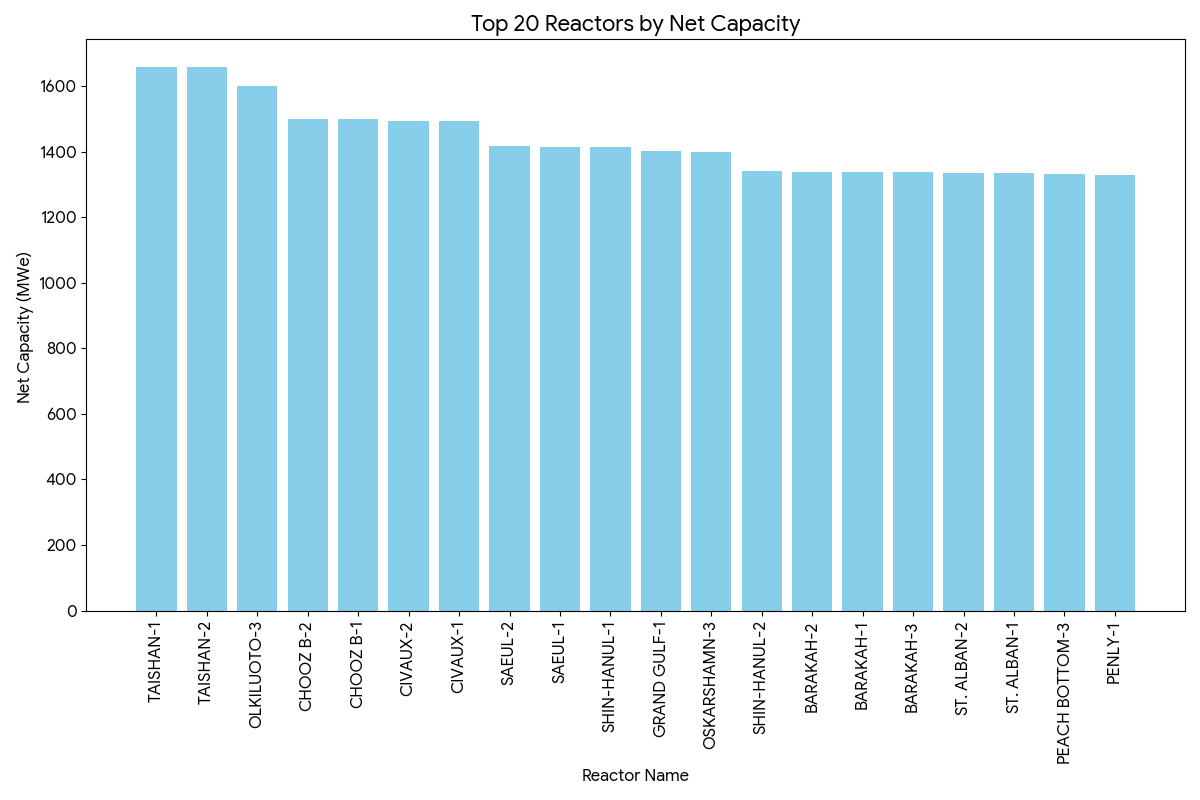 Top 20 Reactors by Net Capacity
Net Capacity (MWe)
1600
1400
1200
1000
800
600
400
200
0
TAISHAN-1
TAISHAN-2
OLKILUOTO-3
CHOOZ B-2
CHOOZ B-1
CIVAUX-2
CIVAUX-1
SAEUL-2
SAEUL-1
SHIN-HANUL-1
GRAND GULF-1
OSKARSHAMN-3
SHIN-HANUL-2
BARAKAH-2
BARAKAH-1
BARAKAH-3
ST. ALBAN-2
ST. ALBAN-1
PEACH BOTTOM-3
PENLY-1
Reactor Name